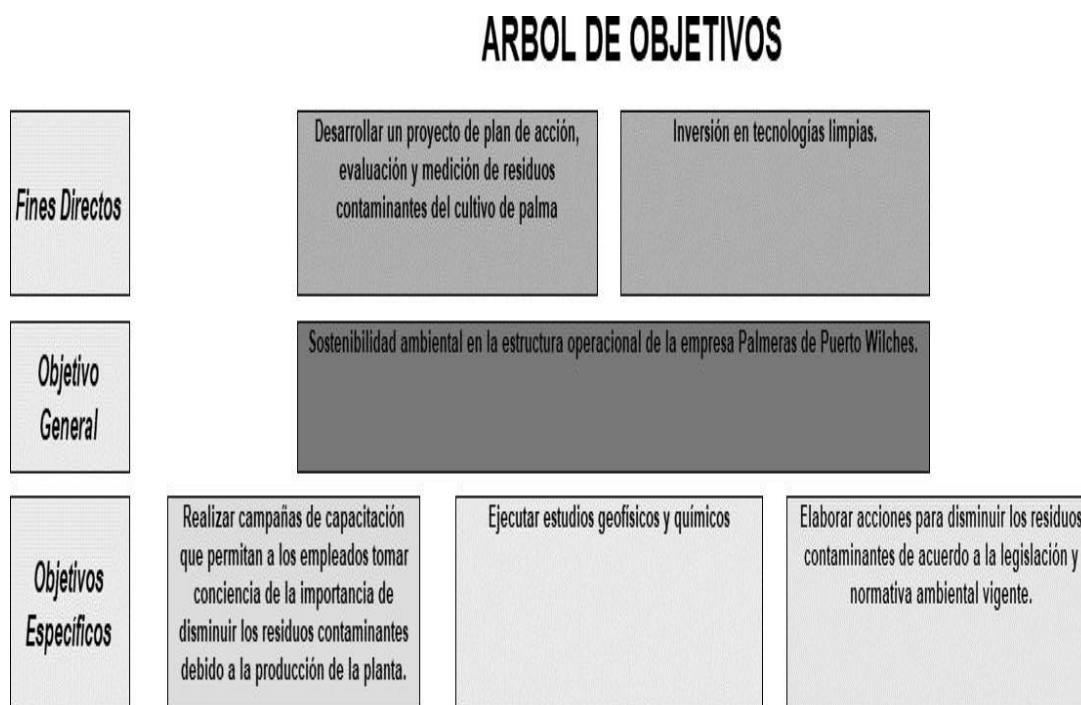 ARBOL DE OBJETIVOS
Fines Directos
Desarrollar un proyecto de plan de acción,
evaluación y medición de residuos
contaminantes del cultivo de palma
Inversión en tecnologías limpias.
Objetivo
General
Sostenibilidad ambiental en la estructura operacional de la empresa Palmeras de Puerto Wilches.
Objetivos
Específicos
Realizar campañas de capacitación
que permitan a los empleados tomar
conciencia de la importancia de
disminuir los residuos contaminantes
debido a la producción de la planta.
Ejecutar estudios geofísicos y químicos
Elaborar acciones para disminuir los residuos
contaminantes de acuerdo a la legislación y
normativa ambiental vigente.